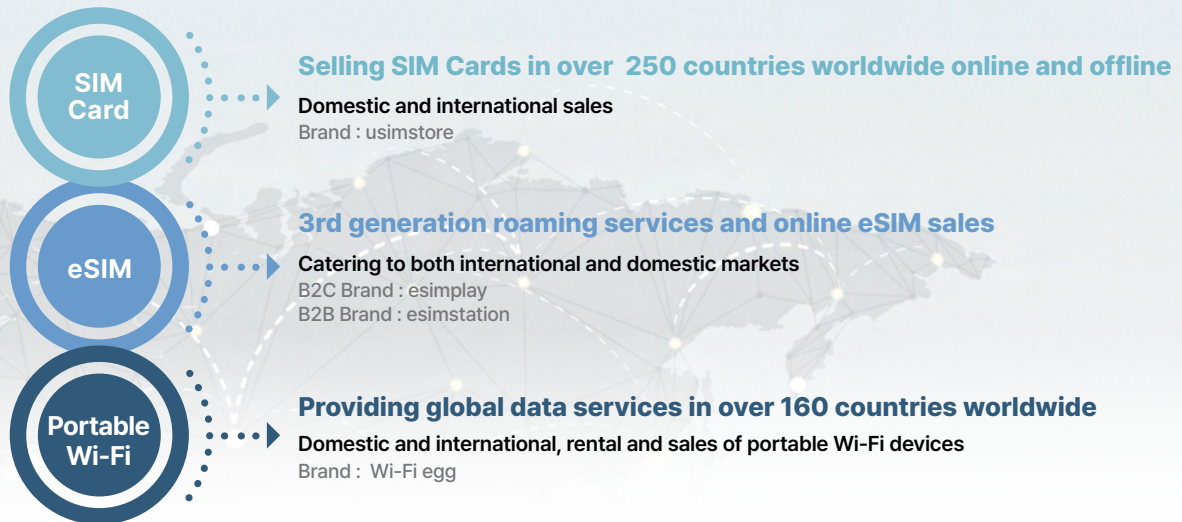 SIM
Card
Selling SIM Cards in over  250 countries worldwide online and offline
Domestic and international sales
Brand : usimstore
eSIM
3rd generation roaming services and online eSIM sales
Catering to both international and domestic markets
B2C Brand : esimplay
B2B Brand : esimstation
Portable
Wi-Fi
Providing global data services in over 160 countries worldwide
Domestic and international, rental and sales of portable Wi-Fi devices
Brand :  Wi-Fi egg